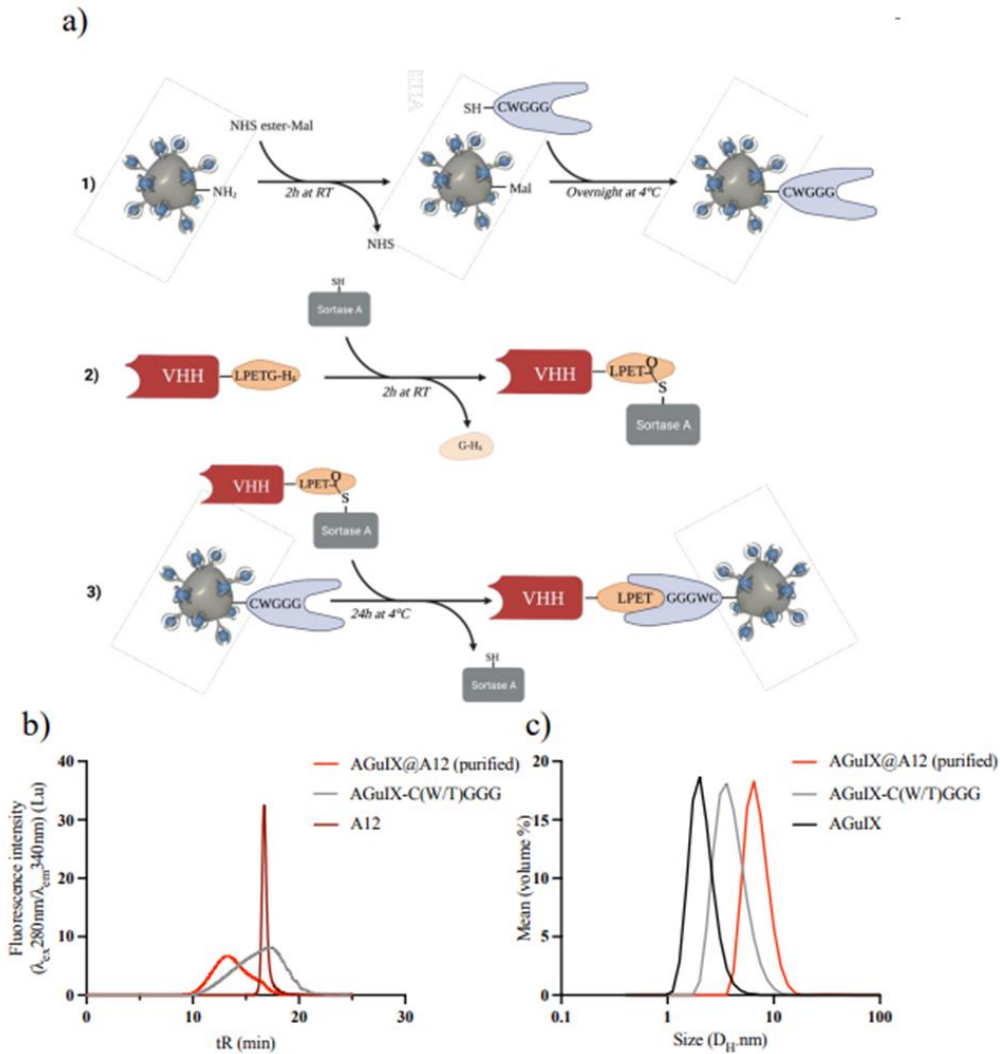 a)
NHS ester-Mal
SH CWGGG
1)
NH₂
2h at RT
Mal
Overnight at 4°C
CWGGG
NHS
SH
Sortase A
2)
VHH
LPETG-H₆
2h at RT
VHH
LPET
O
S
Sortase A
G-H₆
VHH
LPET
O
S
Sortase A
3)
CWGGG
24h at 4°C
VHH
LPET
GGGWC
SH
Sortase A
b)
AGuIX@A12 (purified)
AGuIX-C(W/T)GGG
A12
Fluorescence intensity
(λex280nm/λem340nm) (Lu)
40
30
20
10
0
0
10
20
30
tR (min)
c)
AGuIX@A12 (purified)
AGuIX-C(W/T)GGG
AGuIX
Mean (volume %)
20
15
10
5
0
0.1
1
10
100
Size (DH.nm)